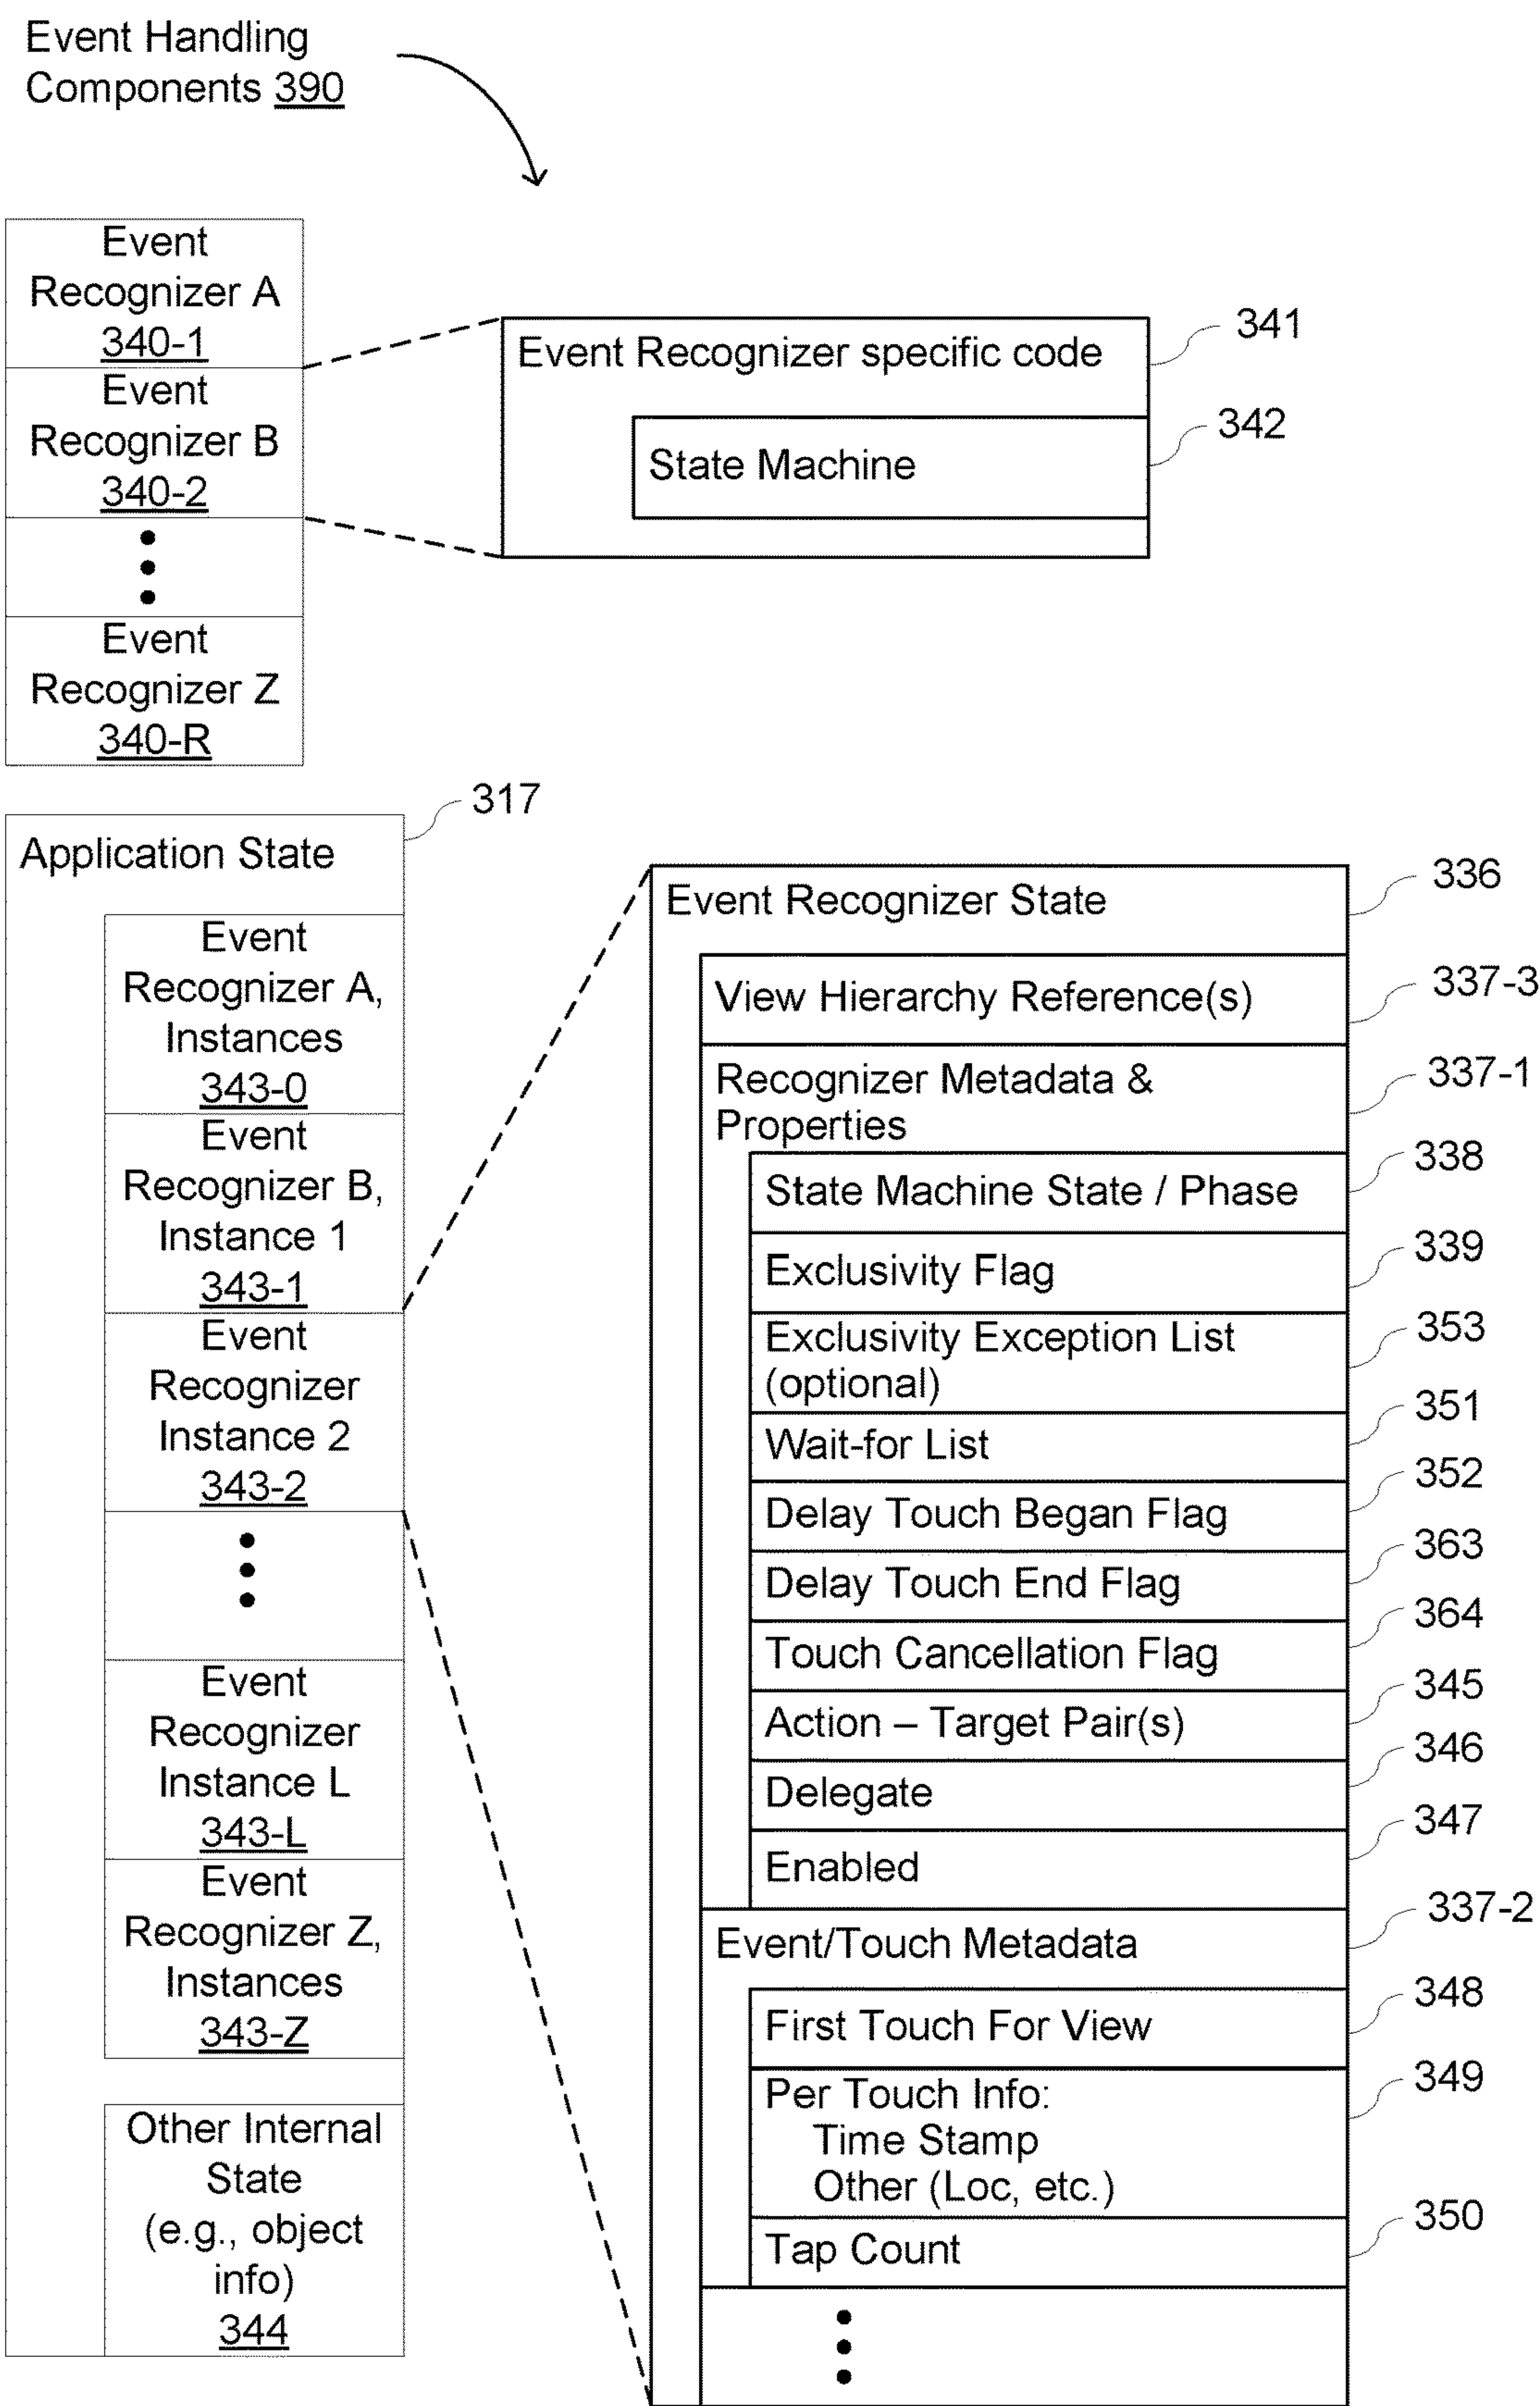 Event Handling
Components 390
Event
Recognizer A
340-1
Event
Recognizer B
340-2
Event
Recognizer Z
340-R
Event Recognizer specific code
341
State Machine
342
Application State
317
Event
Recognizer A,
Instances
343-0
Event
Recognizer B,
Instance 1
343-1
Event
Recognizer
Instance 2
343-2
Event
Recognizer
Instance L
343-L
Event
Recognizer Z,
Instances
343-Z
Other Internal
State
(e.g., object
info)
344
Event Recognizer State
336
View Hierarchy Reference(s)
337-3
Recognizer Metadata &
Properties
337-1
State Machine State / Phase
338
Exclusivity Flag
339
Exclusivity Exception List
(optional)
353
Wait-for List
351
Delay Touch Began Flag
352
Delay Touch End Flag
363
Touch Cancellation Flag
364
Action – Target Pair(s)
345
Delegate
346
Enabled
347
Event/Touch Metadata
337-2
First Touch For View
348
Per Touch Info:
Time Stamp
Other (Loc, etc.)
349
Tap Count
350